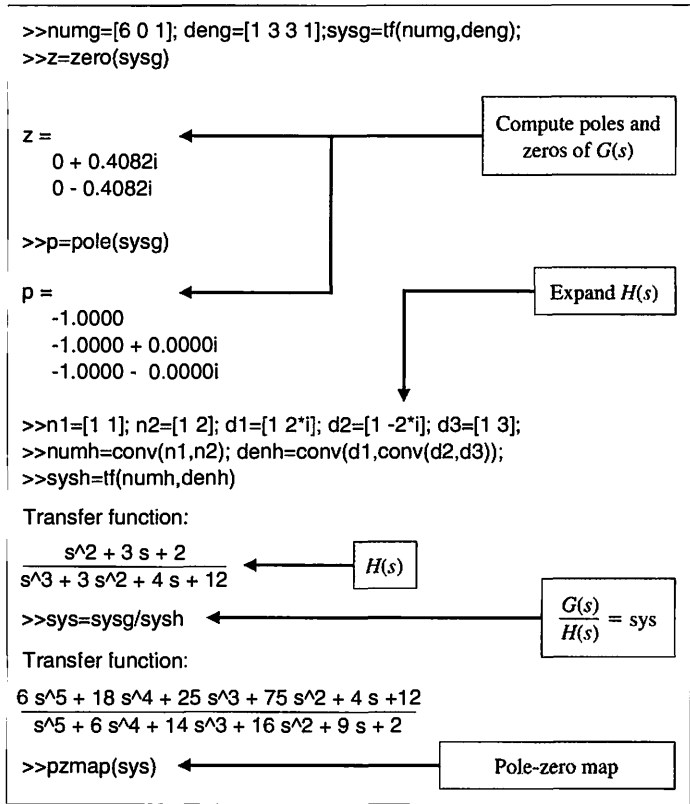 >>numg=[6 0 1]; deng=[1 3 3 1];sysg=tf(numg,deng);
>>z=zero(sysg)
Compute poles and
zeros of G(s)
z =
0 + 0.4082i
0 - 0.4082i
>>p=pole(sysg)
p =
-1.0000
-1.0000 + 0.0000i
-1.0000 - 0.0000i
Expand H(s)
>>n1=[1 1]; n2=[1 2]; d1=[1 2*i]; d2=[1 -2*i]; d3=[1 3];
>>numh=conv(n1,n2); denh=conv(d1,conv(d2,d3));
>>sysh=tf(numh,denh)
Transfer function:
s^2 + 3 s + 2
s^3 + 3 s^2 + 4 s + 12
H(s)
>>sys=sysg/sysh
G(s)
H(s) = sys
Transfer function:
6 s^5 + 18 s^4 + 25 s^3 + 75 s^2 + 4 s +12
s^5 + 6 s^4 + 14 s^3 + 16 s^2 + 9 s + 2
>>pzmap(sys)
Pole-zero map